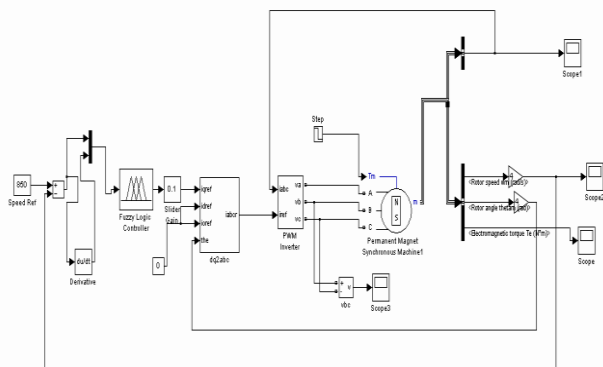 Scope1
Step
850
Speed Ref
+
-
Fuzzy Logic
Controller
0.1
Slider
Gain
0
du/dt
Derivative
iqref
idref
ioref
the
iabcr
dq2abc
iabc
iref
va
vb
vc
PWM
Inverter
Tm
A
B
C
N
S
m
Permanent Magnet
Synchronous Machine1
+
-
v
vbc
Scope3
<Rotor speed wm (rad/s)>
<Rotor angle thetam (rad)>
<Electromagnetic torque Te (N*m)>
Scope2
Scope